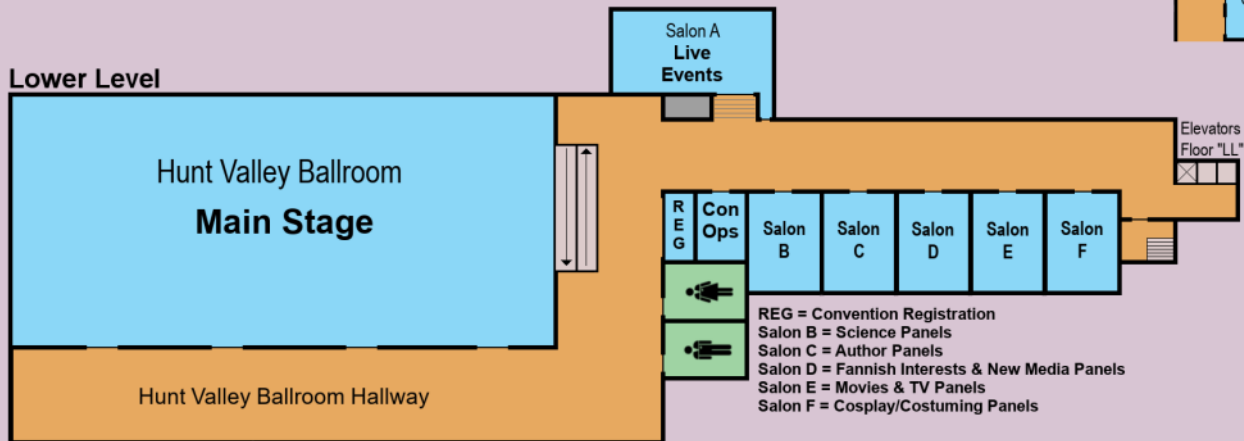 Salon A
Live
Events
Lower Level
Hunt Valley Ballroom
Main Stage
Elevators
Floor "LL"
R
E
G
Con
Ops
Salon
B
Salon
C
Salon
D
Salon
E
Salon
F
REG = Convention Registration
Salon B = Science Panels
Salon C = Author Panels
Salon D = Fannish Interests & New Media Panels
Salon E = Movies & TV Panels
Salon F = Cosplay/Costuming Panels
Hunt Valley Ballroom Hallway